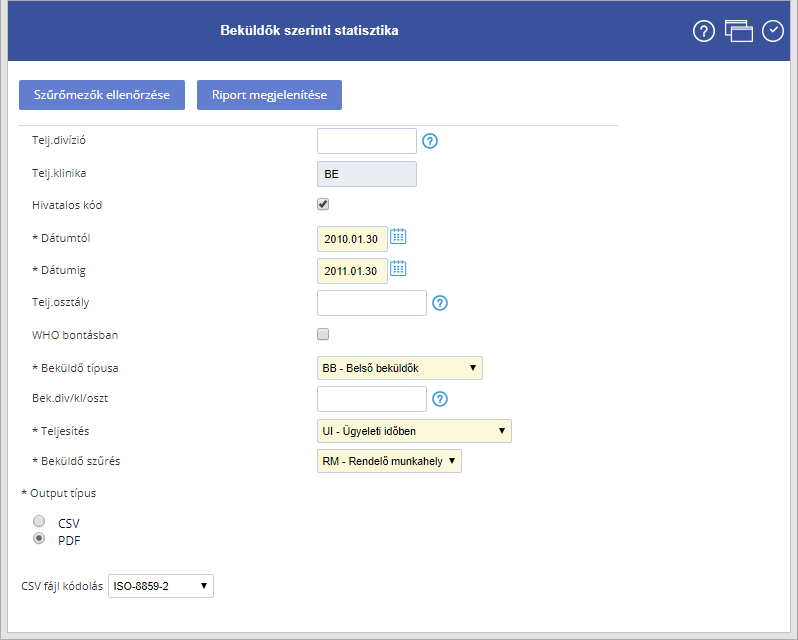 Beküldők szerinti statisztika
Szűrőmezők ellenőrzése Riport megjelenítése
Telj.divízió
Telj.klinika BE
Hivatalos kód
* Dátumtól 2010.01.30
* Dátumig 2011.01.30
Telj.osztály
WHO bontásban
* Beküldő típusa BB - Belső beküldők
Bek.div/kl/oszt
* Teljesítés UI - Ügyeleti időben
* Beküldő szűrés RM - Rendelő munkahely
* Output típus
CSV
PDF
CSV fájl kódolás ISO-8859-2